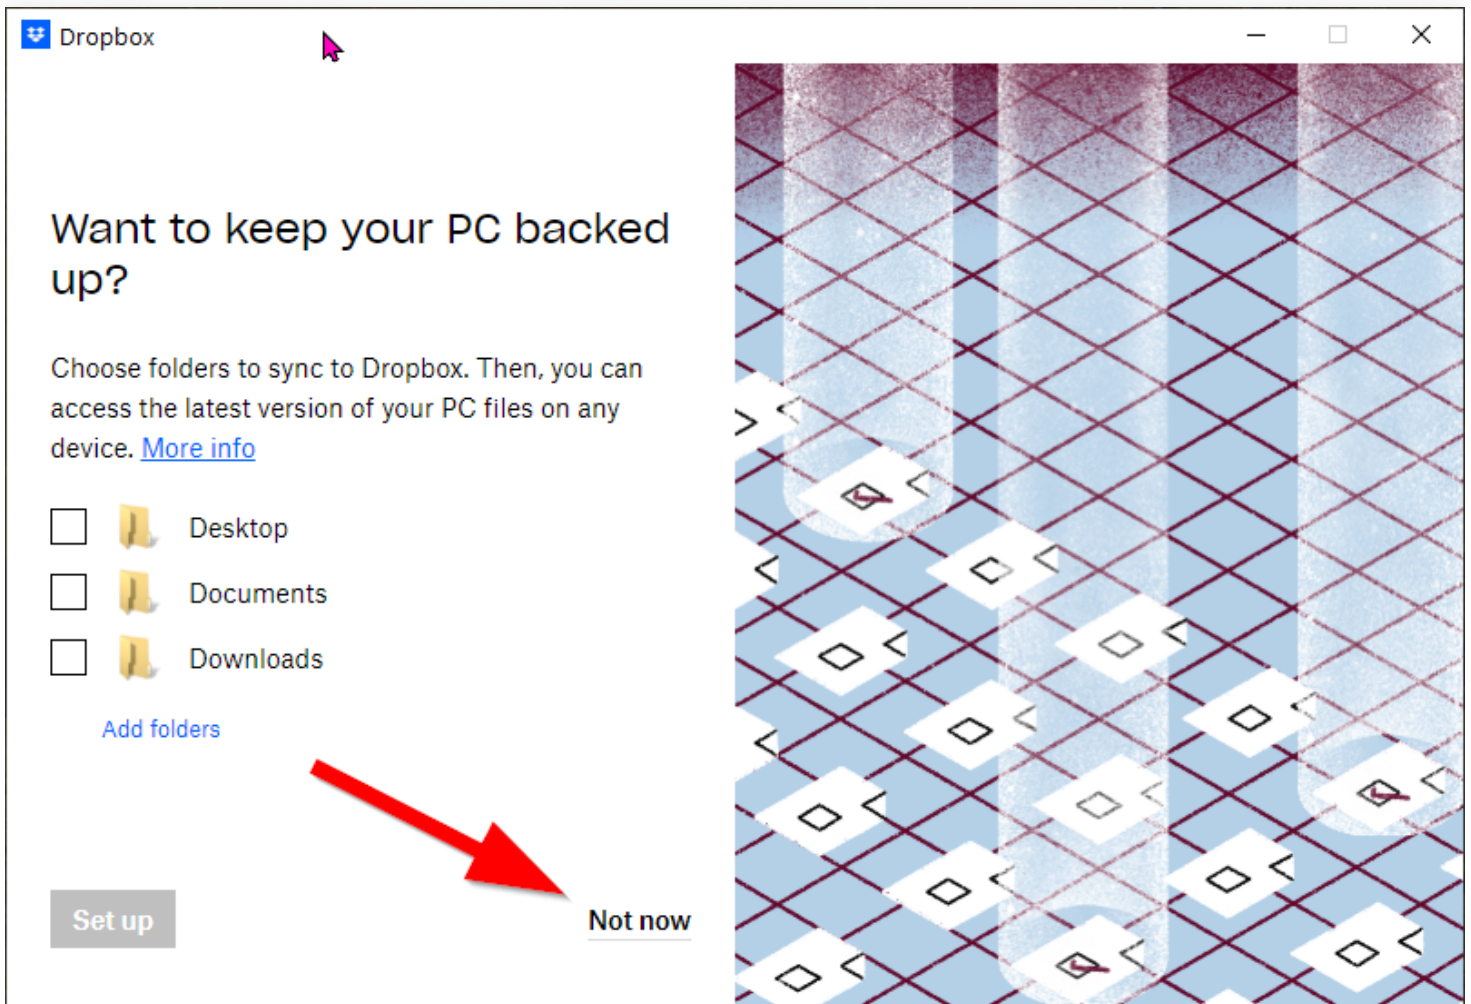 Dropbox
Want to keep your PC backed
up?
Choose folders to sync to Dropbox. Then, you can
access the latest version of your PC files on any
device. More info
Desktop
Documents
Downloads
Add folders
Set up
Not now